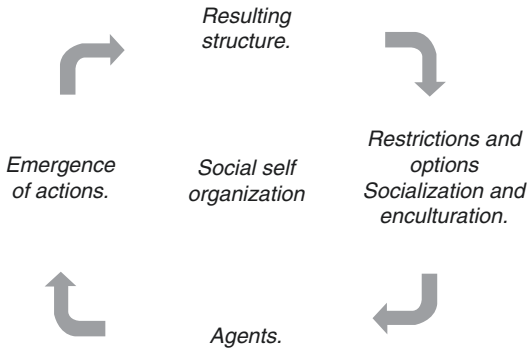 Resulting
structure.
Emergence
of actions.
Social self
organization
Restrictions and
options
Socialization and
enculturation.
Agents.